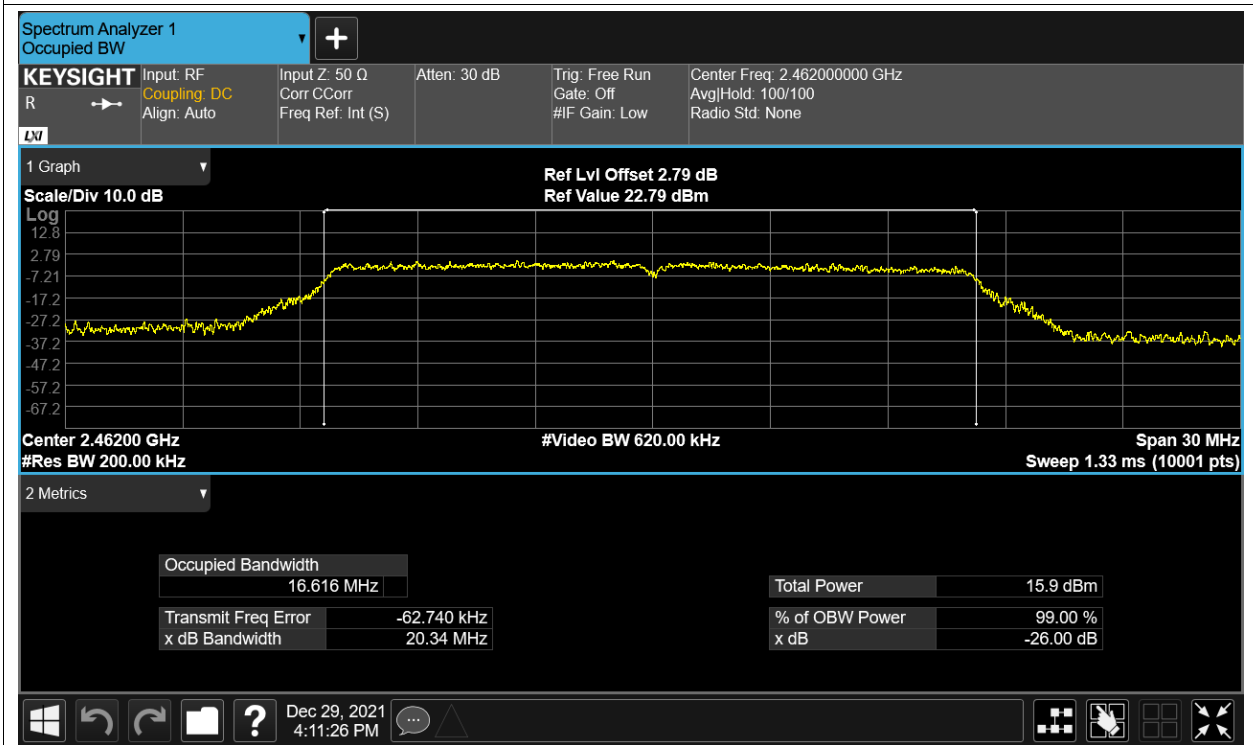 Spectrum Analyzer 1
Occupied BW
▼
+
KEYSIGHT
R
LXI
Input: RF
Coupling: DC
Align: Auto
Input Z: 50 Ω
Corr CCorr
Freq Ref: Int (S)
Atten: 30 dB
Trig: Free Run
Gate: Off
#IF Gain: Low
Center Freq: 2.462000000 GHz
Avg|Hold: 100/100
Radio Std: None
1 Graph
Scale/Div 10.0 dB
Ref Lvl Offset 2.79 dB
Ref Value 22.79 dBm
Log
12.8
2.79
-7.21
-17.2
-27.2
-37.2
-47.2
-57.2
-67.2
Center 2.46200 GHz
#Video BW 620.00 kHz
Span 30 MHz
#Res BW 200.00 kHz
Sweep 1.33 ms (10001 pts)
2 Metrics
Occupied Bandwidth
16.616 MHz
Total Power 15.9 dBm
Transmit Freq Error -62.740 kHz
% of OBW Power 99.00 %
x dB Bandwidth 20.34 MHz
x dB -26.00 dB
?
Dec 29, 2021
4:11:26 PM